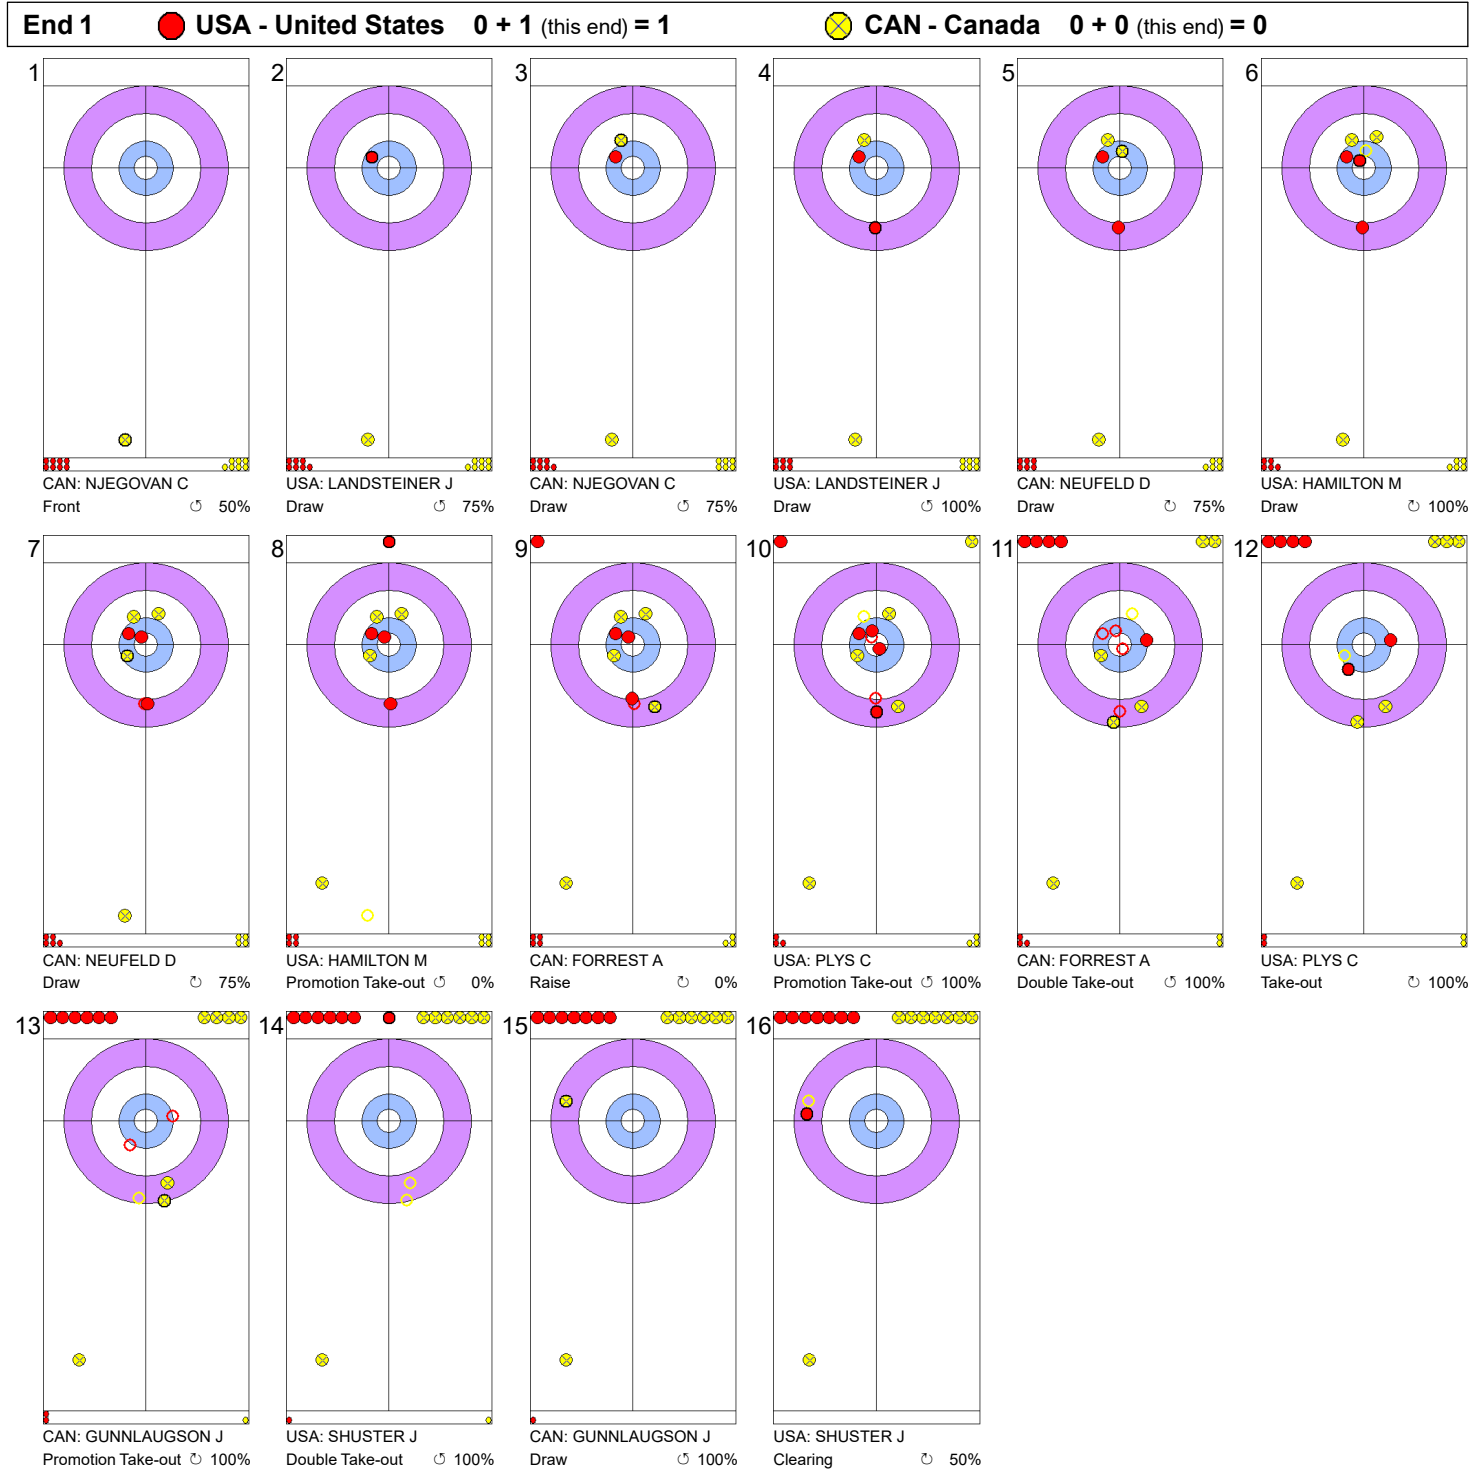 End 1 USA - United States 0 + 1 (this end) = 1 CAN - Canada 0 + 0 (this end) = 0
1 2 3 4 5 6
CAN: NJEGOVAN C USA: LANDSTEINER J CAN: NJEGOVAN C USA: LANDSTEINER J CAN: NEUFELD D USA: HAMILTON M
Front ↺ 50% Draw ↺ 75% Draw ↺ 75% Draw ↺ 100% Draw ↻ 75% Draw ↻ 100%
7 8 9 10 11 12
CAN: NEUFELD D USA: HAMILTON M CAN: FORREST A USA: PLYS C CAN: FORREST A USA: PLYS C
Draw ↻ 75% Promotion Take-out ↺ 0% Raise ↻ 0% Promotion Take-out ↺ 100% Double Take-out ↺ 100% Take-out ↻ 100%
13 14 15 16
CAN: GUNNLAUGSON J USA: SHUSTER J CAN: GUNNLAUGSON J USA: SHUSTER J
Promotion Take-out ↻ 100% Double Take-out ↺ 100% Draw ↺ 100% Clearing ↻ 50%